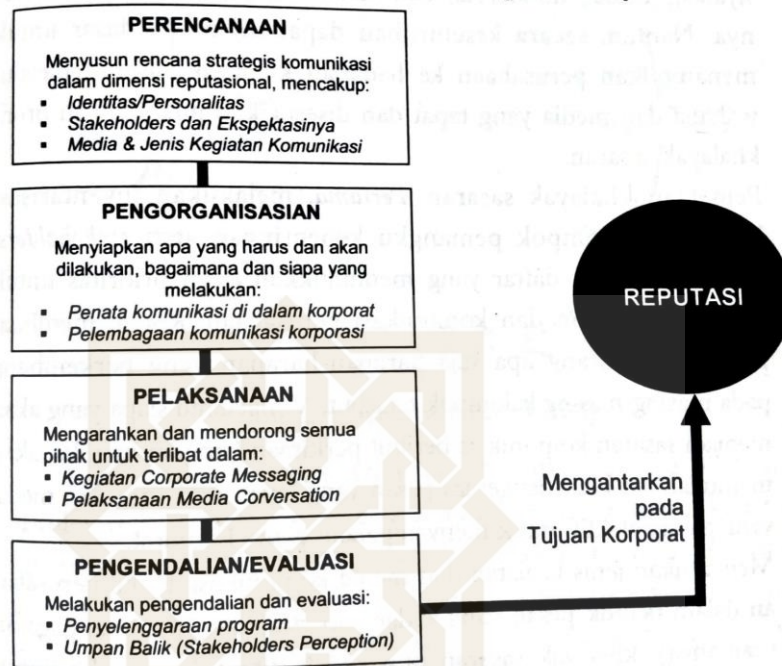 PERENCANAAN
Menyusun rencana strategis komunikasi
dalam dimensi reputasional, mencakup:
▪ Identitas/Personalitas
▪ Stakeholders dan Ekspektasinya
▪ Media & Jenis Kegiatan Komunikasi
PENGORGANISASIAN
Menyiapkan apa yang harus dan akan
dilakukan, bagaimana dan siapa yang
melakukan:
▪ Penata komunikasi di dalam korporat
▪ Pelembagaan komunikasi korporasi
PELAKSANAAN
Mengarahkan dan mendorong semua
pihak untuk terlibat dalam:
▪ Kegiatan Corporate Messaging
▪ Pelaksanaan Media Corversation
PENGENDALIAN/EVALUASI
Melakukan pengendalian dan evaluasi:
▪ Penyelenggaraan program
▪ Umpan Balik (Stakeholders Perception)
REPUTASI
Mengantarkan
pada
Tujuan Korporat